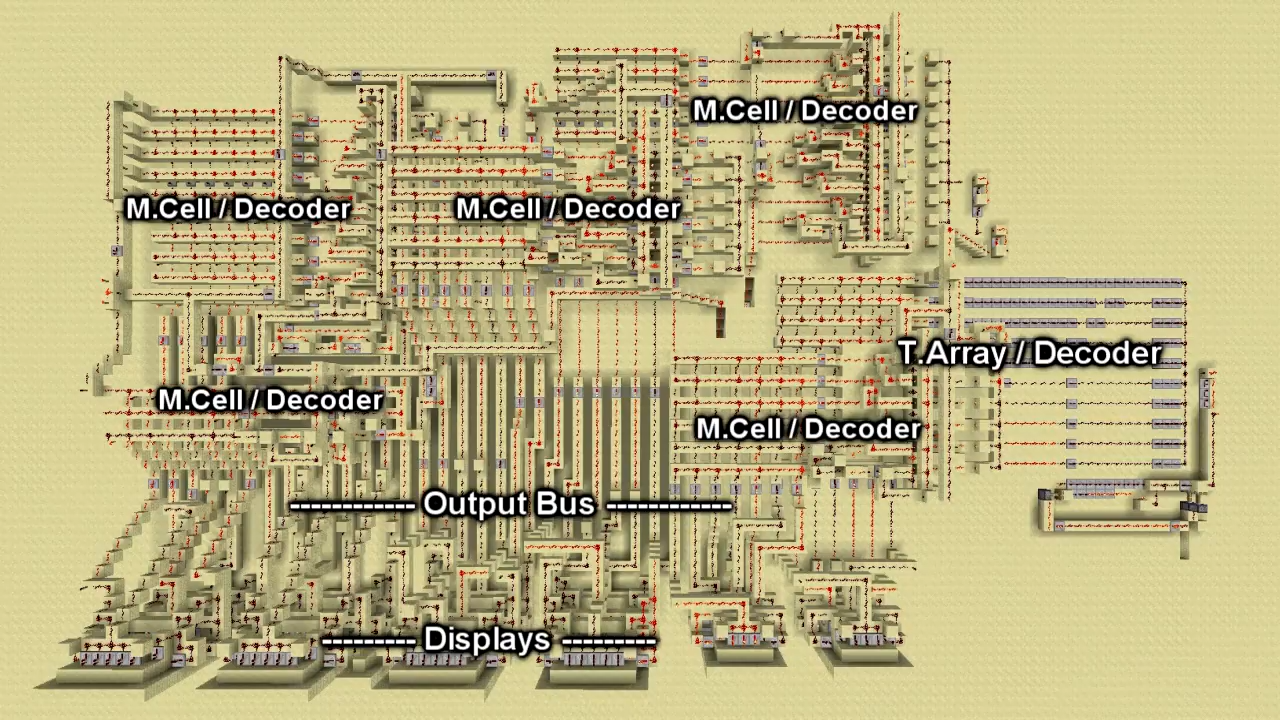 M.Cell / Decoder
M.Cell / Decoder
M.Cell / Decoder
T.Array / Decoder
M.Cell / Decoder
M.Cell / Decoder
------------ Output Bus ------------
--------- Displays ---------